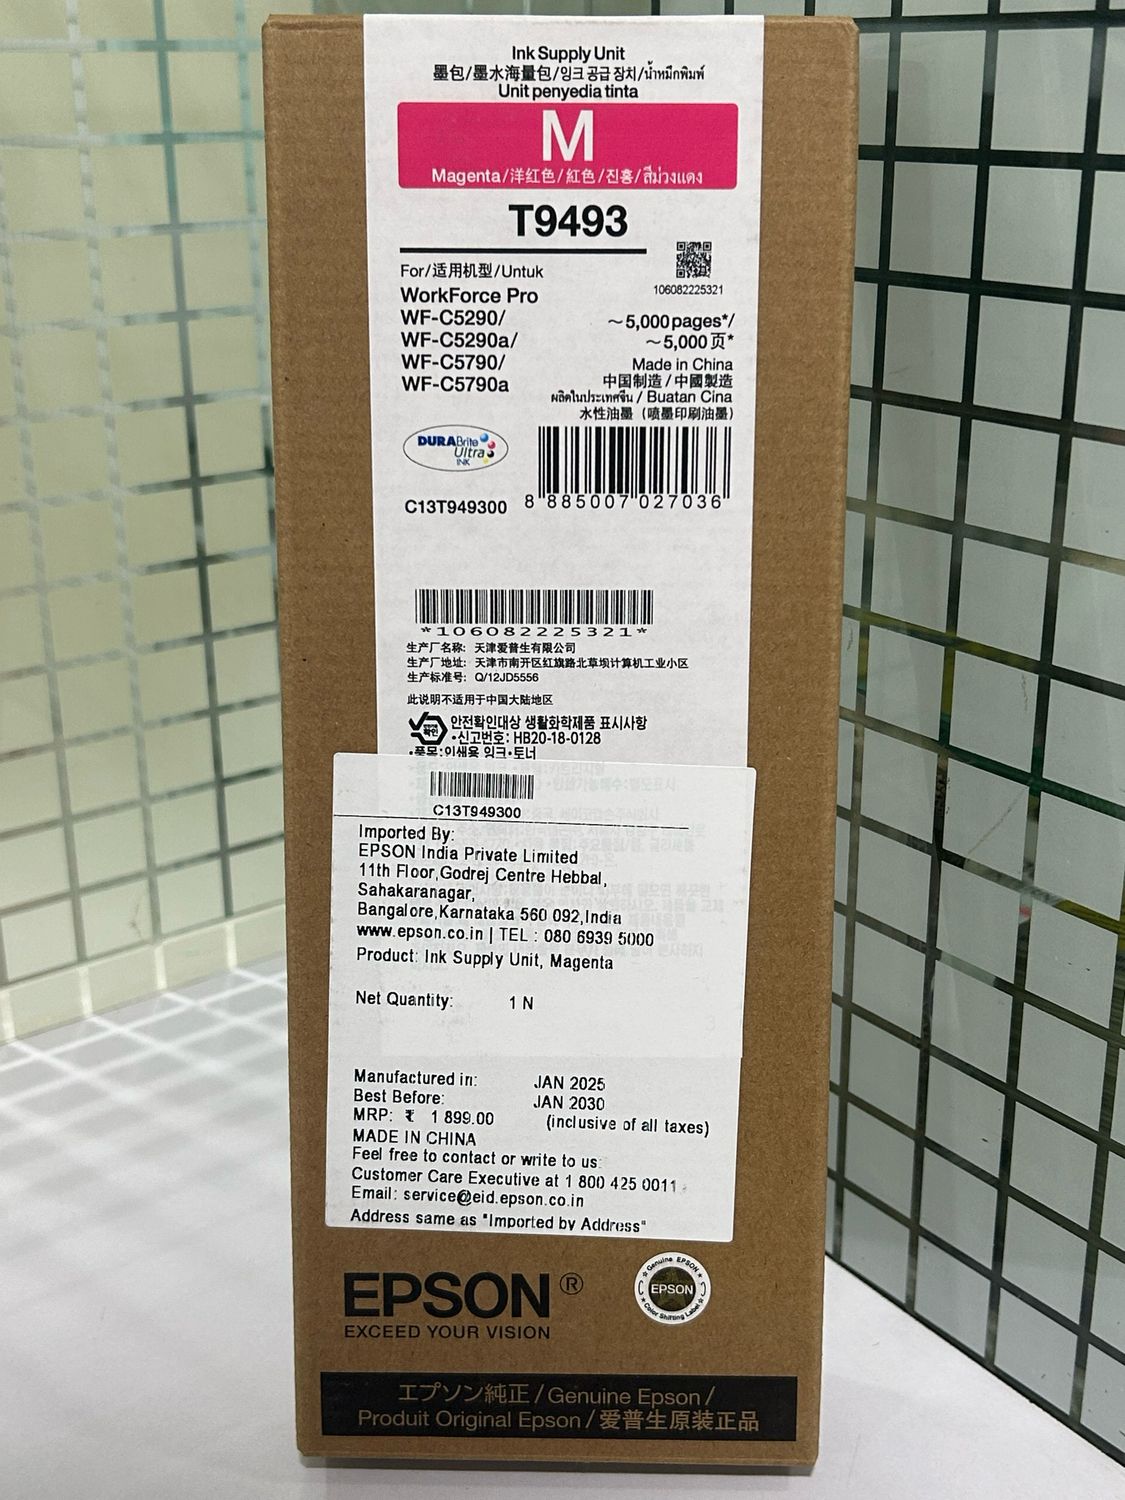 Ink Supply Unit
墨包/墨水海量包/잉크 공급 장치/น้ำหมึกพิมพ์
Unit penyedia tinta
M
Magenta/洋红色/紅色/진홍/สีม่วงแดง
T9493
106082225321
For/适用机型/Untuk
WorkForce Pro
WF-C5290/
WF-C5290a/
WF-C5790/
WF-C5790a
～5,000pages*/
～5,000页*
Made in China
中国制造/中國製造
ผลิตในประเทศจีน / Buatan Cina
水性油墨（喷墨印刷油墨）
DURABrite
Ultra
INK
C13T949300
8 885007 027036
*106082225321*
生产厂名称: 天津爱普生有限公司
生产厂地址: 天津市南开区红旗路北草坝计算机工业小区
生产标准号: Q/12JD5556
此说明不适用于中国大陆地区
안전확인대상 생활화학제품 표시사항
•신고번호: HB20-18-0128
•품목:인쇄용 잉크•토너
C13T949300
Imported By:
EPSON India Private Limited
11th Floor,Godrej Centre Hebbal,
Sahakaranagar,
Bangalore,Karnataka 560 092,India
www.epson.co.in | TEL : 080 6939 5000
Product: Ink Supply Unit, Magenta
Net Quantity: 1 N
Manufactured in: JAN 2025
Best Before: JAN 2030
MRP: ₹ 1 899.00 (inclusive of all taxes)
MADE IN CHINA
Feel free to contact or write to us:
Customer Care Executive at 1 800 425 0011
Email: service@eid.epson.co.in
Address same as "Imported by Address"
EPSON®
EXCEED YOUR VISION
Genuine EPSON
EPSON
Color Shifting Label
エプソン純正/Genuine Epson/
Produit Original Epson/爱普生原装正品